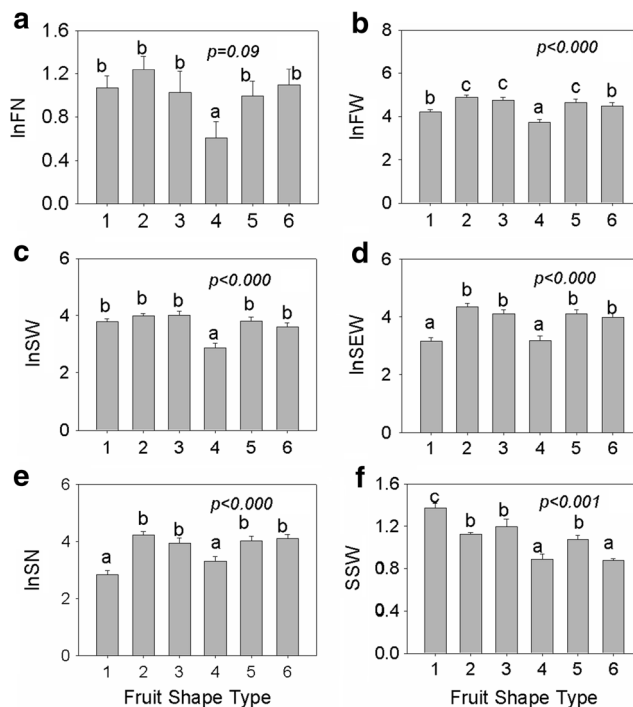 a
1.6
1.2
0.8
0.4
0.0
lnFN
p=0.09
b b b a b b
1 2 3 4 5 6
b
8
6
4
2
0
lnFW
p<0.000
b c c a c b
1 2 3 4 5 6
c
6
4
2
0
lnSW
p<0.000
b b b a b b
1 2 3 4 5 6
d
6
4
2
0
lnSEW
p<0.000
a b b a b b
1 2 3 4 5 6
e
6
4
2
0
lnSN
p<0.000
a b b a b b
1 2 3 4 5 6
Fruit Shape Type
f
1.6
1.2
0.8
0.4
0.0
SSW
p<0.001
c b b a b a
1 2 3 4 5 6
Fruit Shape Type